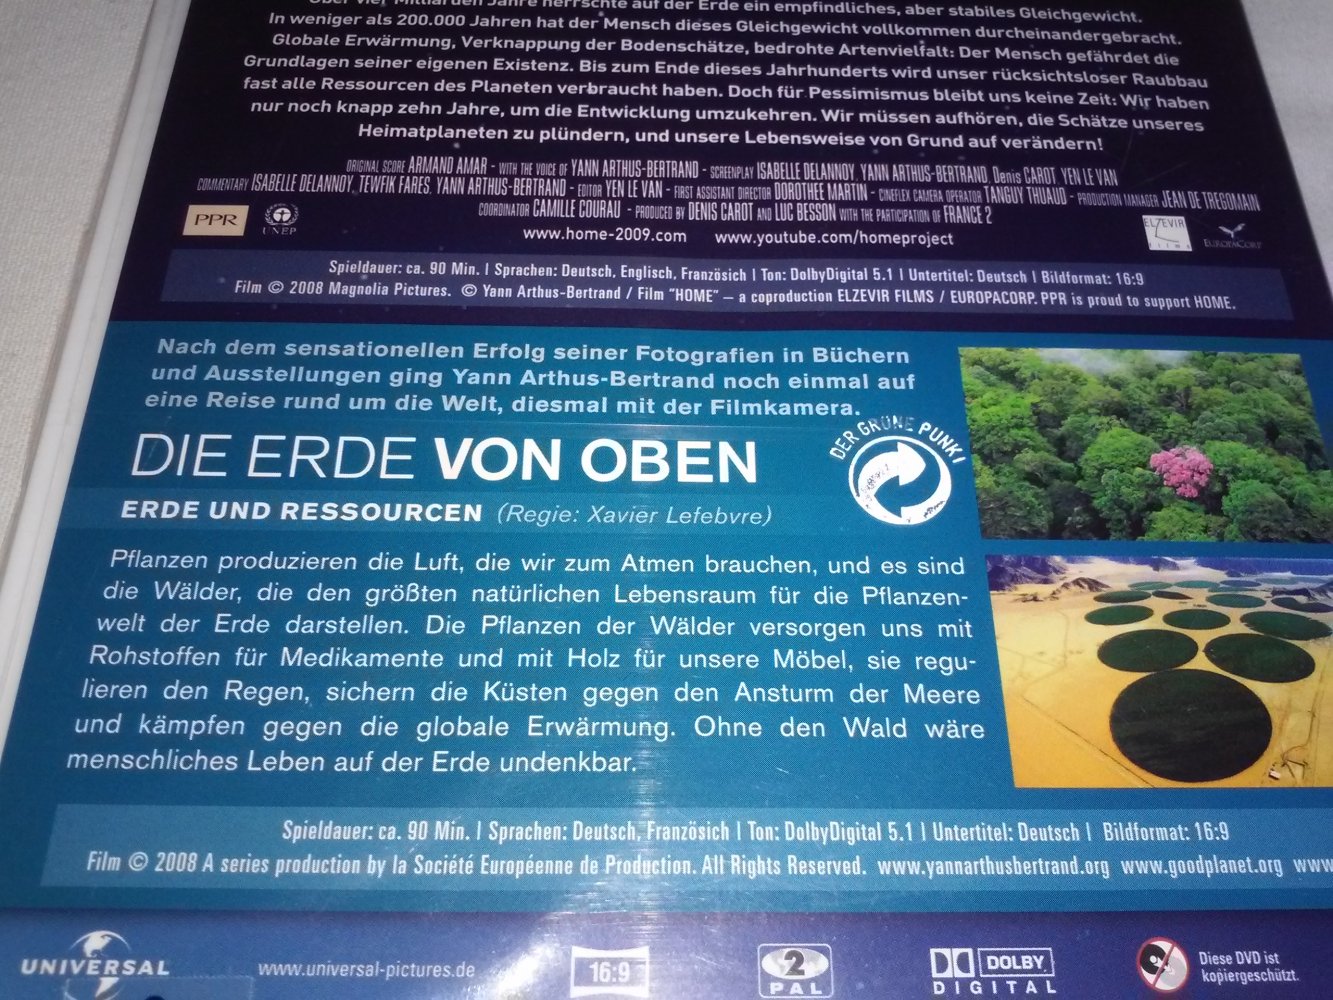 Über vier Milliarden Jahre herrschte auf der Erde ein empfindliches, aber stabiles Gleichgewicht.
In weniger als 200.000 Jahren hat der Mensch dieses Gleichgewicht vollkommen durcheinandergebracht.
Globale Erwärmung, Verknappung der Bodenschätze, bedrohte Artenvielfalt: Der Mensch gefährdet die
Grundlagen seiner eigenen Existenz. Bis zum Ende dieses Jahrhunderts wird unser rücksichtsloser Raubbau
fast alle Ressourcen des Planeten verbraucht haben. Doch für Pessimismus bleibt uns keine Zeit: Wir haben
nur noch knapp zehn Jahre, um die Entwicklung umzukehren. Wir müssen aufhören, die Schätze unseres
Heimatplaneten zu plündern, und unsere Lebensweise von Grund auf verändern!
ORIGINAL SCORE ARMAND AMAR - WITH THE VOICE OF YANN ARTHUS-BERTRAND - SCREENPLAY ISABELLE DELANNOY, YANN ARTHUS-BERTRAND, Denis CAROT, YEN LE VAN
COMMENTARY ISABELLE DELANNOY, TEWFIK FARES, YANN ARTHUS-BERTRAND - EDITOR YEN LE VAN - FIRST ASSISTANT DIRECTOR DOROTHEE MARTIN - CINEFLEX CAMERA OPERATOR TANGUY THUAUD - PRODUCTION MANAGER JEAN DE TREGOMAIN
COORDINATOR CAMILLE COURAU - PRODUCED BY DENIS CAROT AND LUC BESSON WITH THE PARTICIPATION OF FRANCE 2
PPR UNEP
www.home-2009.com www.youtube.com/homeproject
ELZEVIR films EUROPACORP
Spieldauer: ca. 90 Min. | Sprachen: Deutsch, Englisch, Französisch | Ton: DolbyDigital 5.1 | Untertitel: Deutsch | Bildformat: 16:9
Film © 2008 Magnolia Pictures. © Yann Arthus-Bertrand / Film "HOME" – a coproduction ELZEVIR FILMS / EUROPACORP. PPR is proud to support HOME.
Nach dem sensationellen Erfolg seiner Fotografien in Büchern
und Ausstellungen ging Yann Arthus-Bertrand noch einmal auf
eine Reise rund um die Welt, diesmal mit der Filmkamera.
DIE ERDE VON OBEN
DER GRÜNE PUNKT
ERDE UND RESSOURCEN (Regie: Xavier Lefebvre)
Pflanzen produzieren die Luft, die wir zum Atmen brauchen, und es sind
die Wälder, die den größten natürlichen Lebensraum für die Pflanzen-
welt der Erde darstellen. Die Pflanzen der Wälder versorgen uns mit
Rohstoffen für Medikamente und mit Holz für unsere Möbel, sie regu-
lieren den Regen, sichern die Küsten gegen den Ansturm der Meere
und kämpfen gegen die globale Erwärmung. Ohne den Wald wäre
menschliches Leben auf der Erde undenkbar.
Spieldauer: ca. 90 Min. | Sprachen: Deutsch, Französisch | Ton: DolbyDigital 5.1 | Untertitel: Deutsch | Bildformat: 16:9
Film © 2008 A series production by la Société Européenne de Production. All Rights Reserved. www.yannarthusbertrand.org www.goodplanet.org www
UNIVERSAL
www.universal-pictures.de
16:9
2
PAL
DOLBY
DIGITAL
Diese DVD ist
kopiergeschützt.